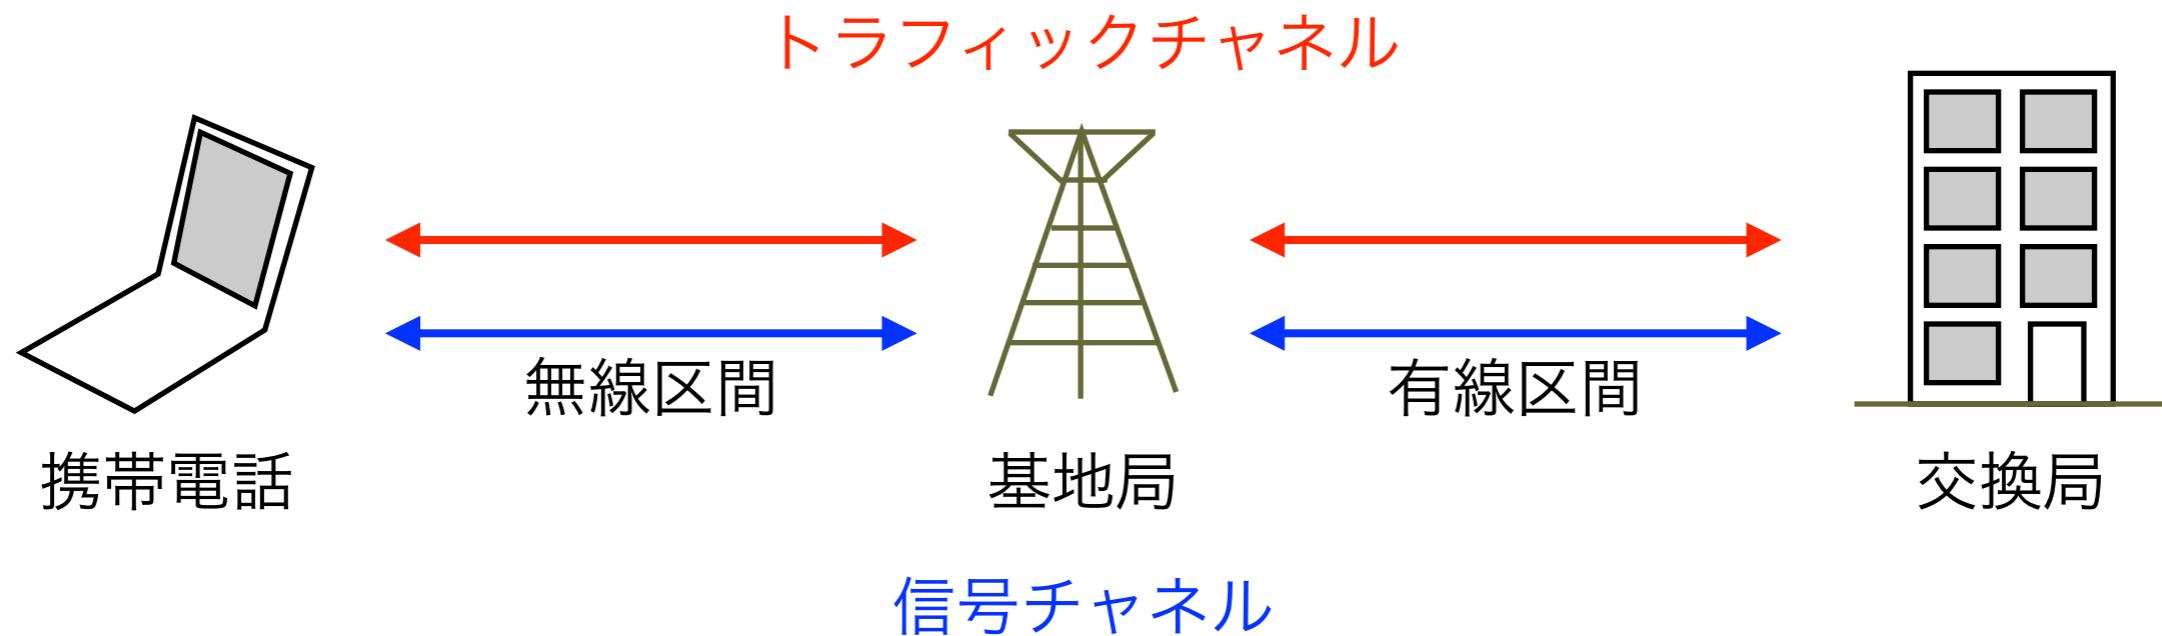 トラフィックチャネル
無線区間
有線区間
携帯電話
基地局
交換局
信号チャネル